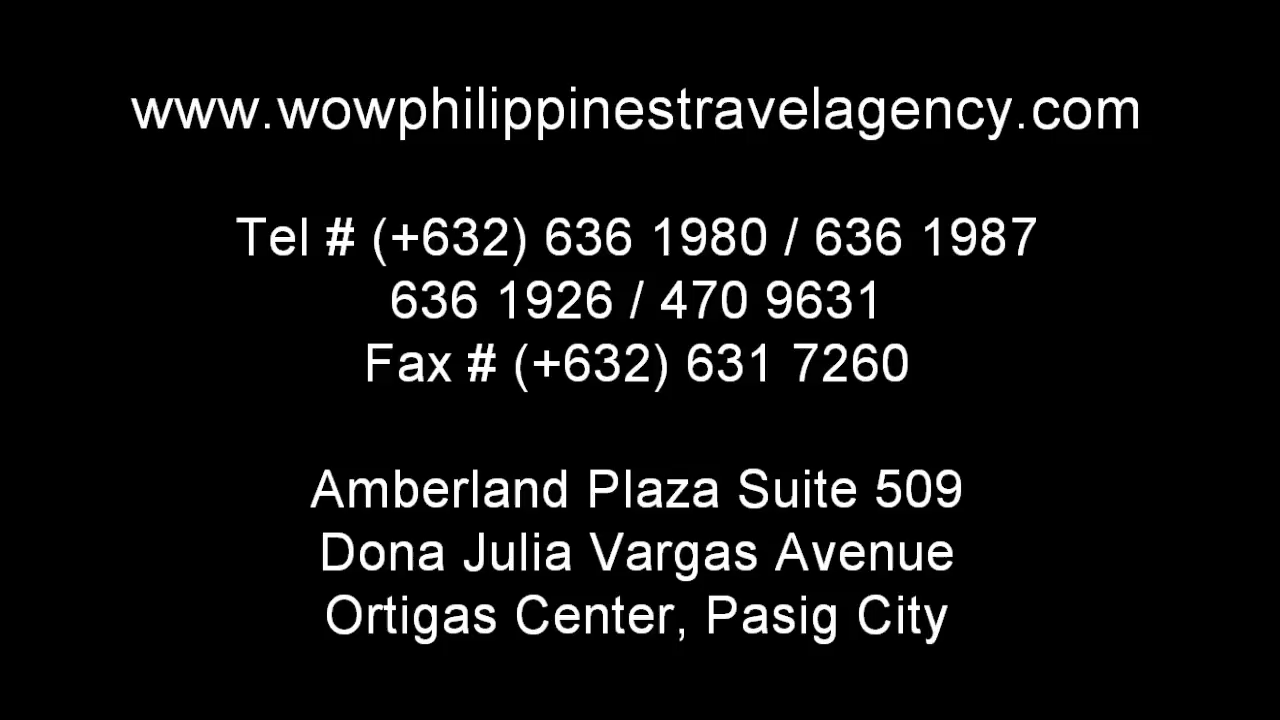 www.wowphilippinestravelagency.com
Tel # (+632) 636 1980 / 636 1987
636 1926 / 470 9631
Fax # (+632) 631 7260
Amberland Plaza Suite 509
Dona Julia Vargas Avenue
Ortigas Center, Pasig City